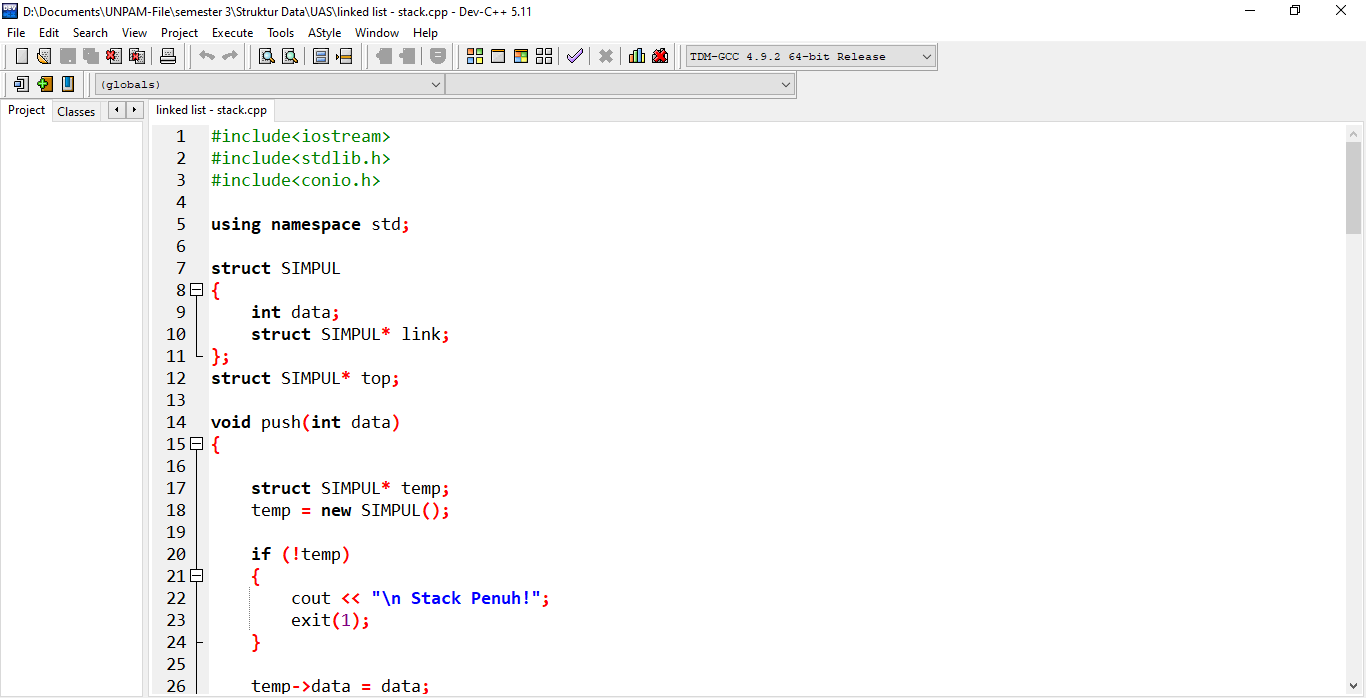 D:\Documents\UNPAM-File\semester 3\Struktur Data\UAS\linked list - stack.cpp - Dev-C++ 5.11
File Edit Search View Project Execute Tools AStyle Window Help
TDM-GCC 4.9.2 64-bit Release
(globals)
Project Classes linked list - stack.cpp
1 #include<iostream>
2 #include<stdlib.h>
3 #include<conio.h>
4
5 using namespace std;
6
7 struct SIMPUL
8 {
9 int data;
10 struct SIMPUL* link;
11 };
12 struct SIMPUL* top;
13
14 void push(int data)
15 {
16
17 struct SIMPUL* temp;
18 temp = new SIMPUL();
19
20 if (!temp)
21 {
22 cout << "\n Stack Penuh!";
23 exit(1);
24 }
25
26 temp->data = data;